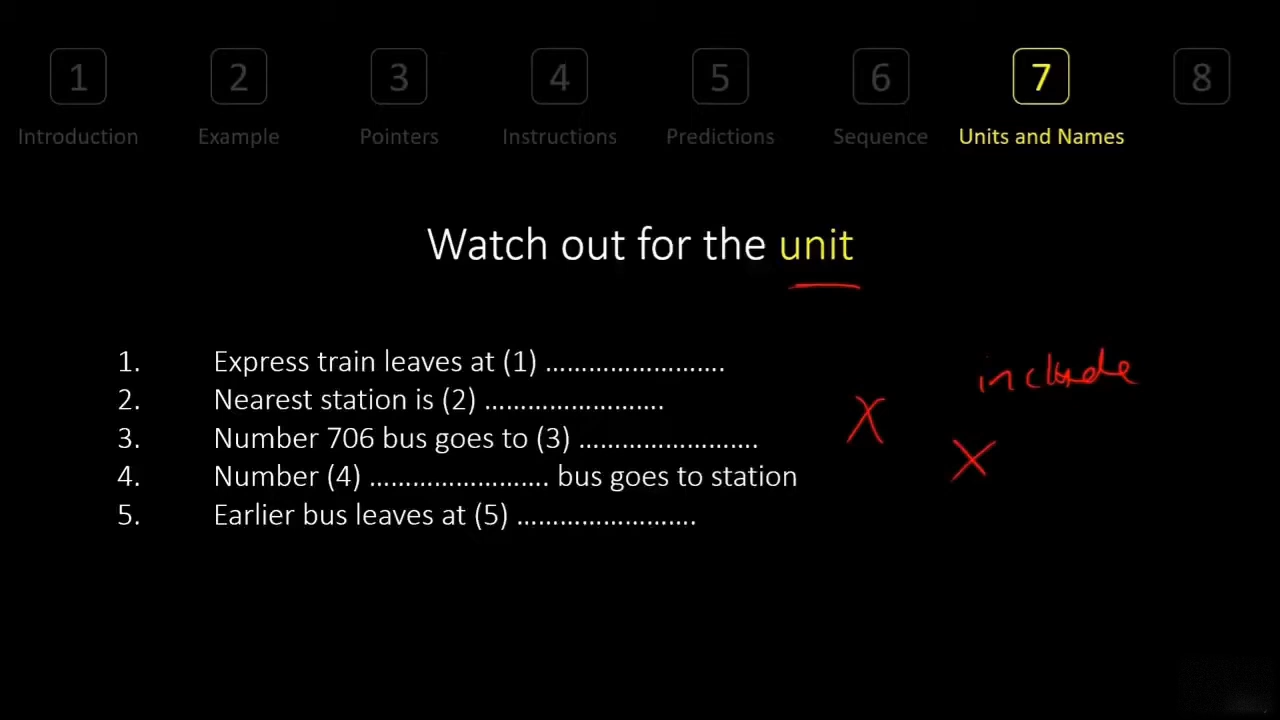 1 2 3 4 5 6 7 8
Introduction Example Pointers Instructions Predictions Sequence Units and Names
Watch out for the unit
1. Express train leaves at (1) ........................
2. Nearest station is (2) ........................
3. Number 706 bus goes to (3) ........................
4. Number (4) ........................ bus goes to station
5. Earlier bus leaves at (5) ........................
include
X
X